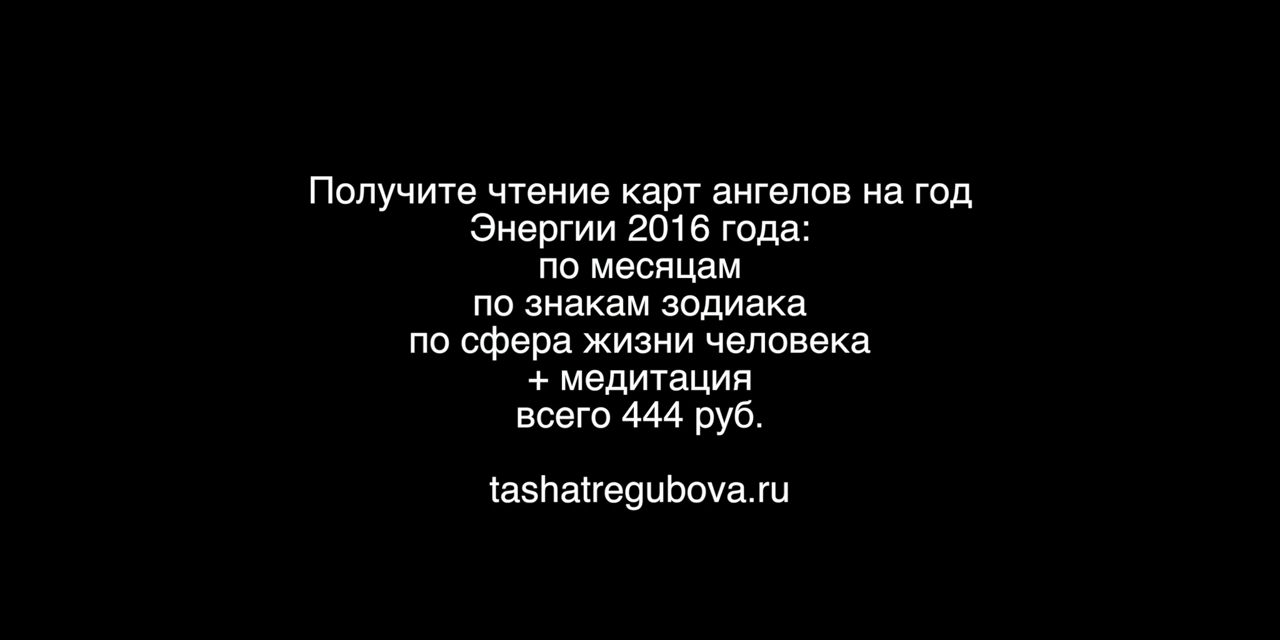 Получите чтение карт ангелов на год
Энергии 2016 года:
по месяцам
по знакам зодиака
по сфера жизни человека
+ медитация
всего 444 руб.
tashatregubova.ru